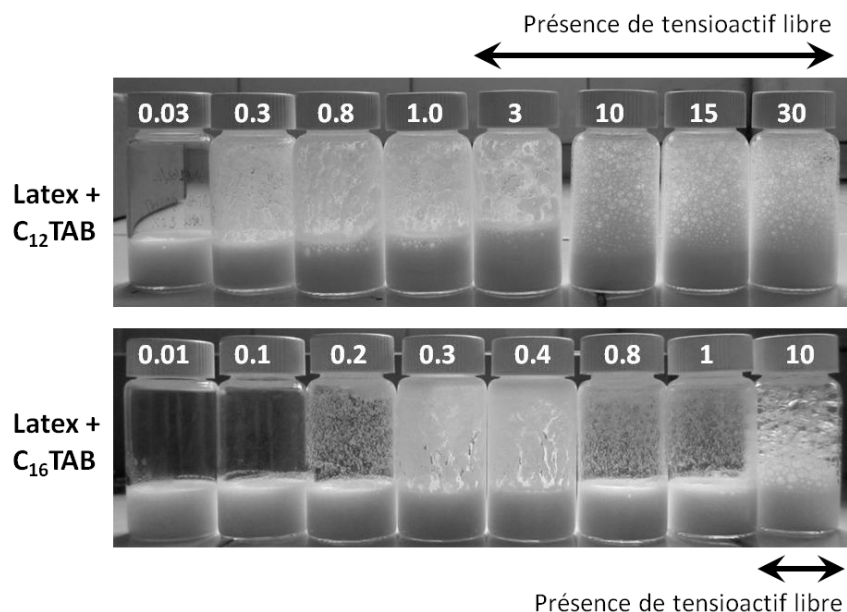 Présence de tensioactif libre
0.03 0.3 0.8 1.0 3 10 15 30
Latex +
C₁₂TAB
0.01 0.1 0.2 0.3 0.4 0.8 1 10
Latex +
C₁₆TAB
Présence de tensioactif libre